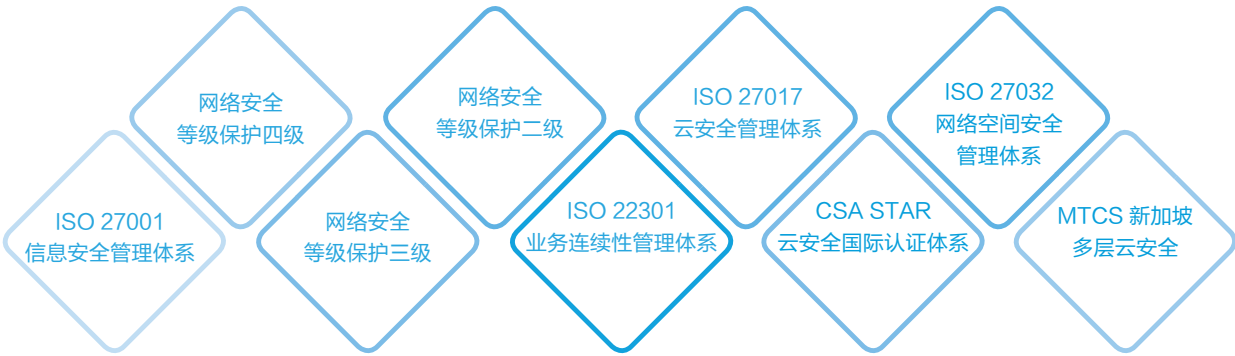 ISO 27001
信息安全管理体系
网络安全
等级保护四级
网络安全
等级保护三级
网络安全
等级保护二级
ISO 22301
业务连续性管理体系
ISO 27017
云安全管理体系
CSA STAR
云安全国际认证体系
ISO 27032
网络空间安全
管理体系
MTCS 新加坡
多层云安全